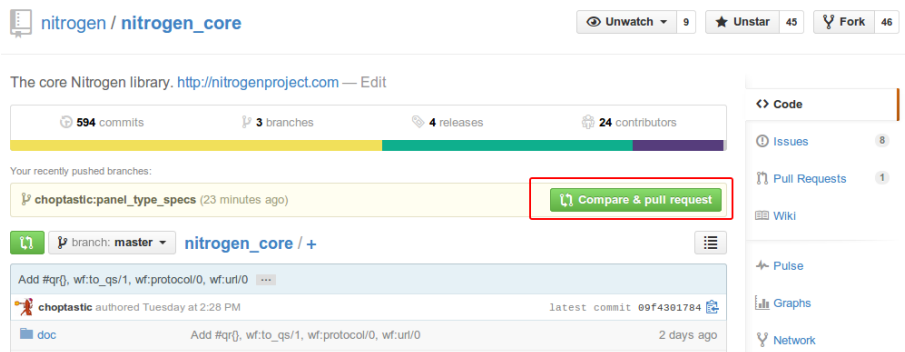 nitrogen / nitrogen_core
Unwatch 9
Unstar 45
Fork 46
The core Nitrogen library. http://nitrogenproject.com — Edit
594 commits
3 branches
4 releases
24 contributors
Your recently pushed branches:
choptastic:panel_type_specs (23 minutes ago)
Compare & pull request
branch: master
nitrogen_core / +
Add #qr{}, wf:to_qs/1, wf:protocol/0, wf:url/0 ...
choptastic authored Tuesday at 2:28 PM
latest commit 09f4301784
doc
Add #qr{}, wf:to_qs/1, wf:protocol/0, wf:url/0
2 days ago
Code
Issues 8
Pull Requests 1
Wiki
Pulse
Graphs
Network